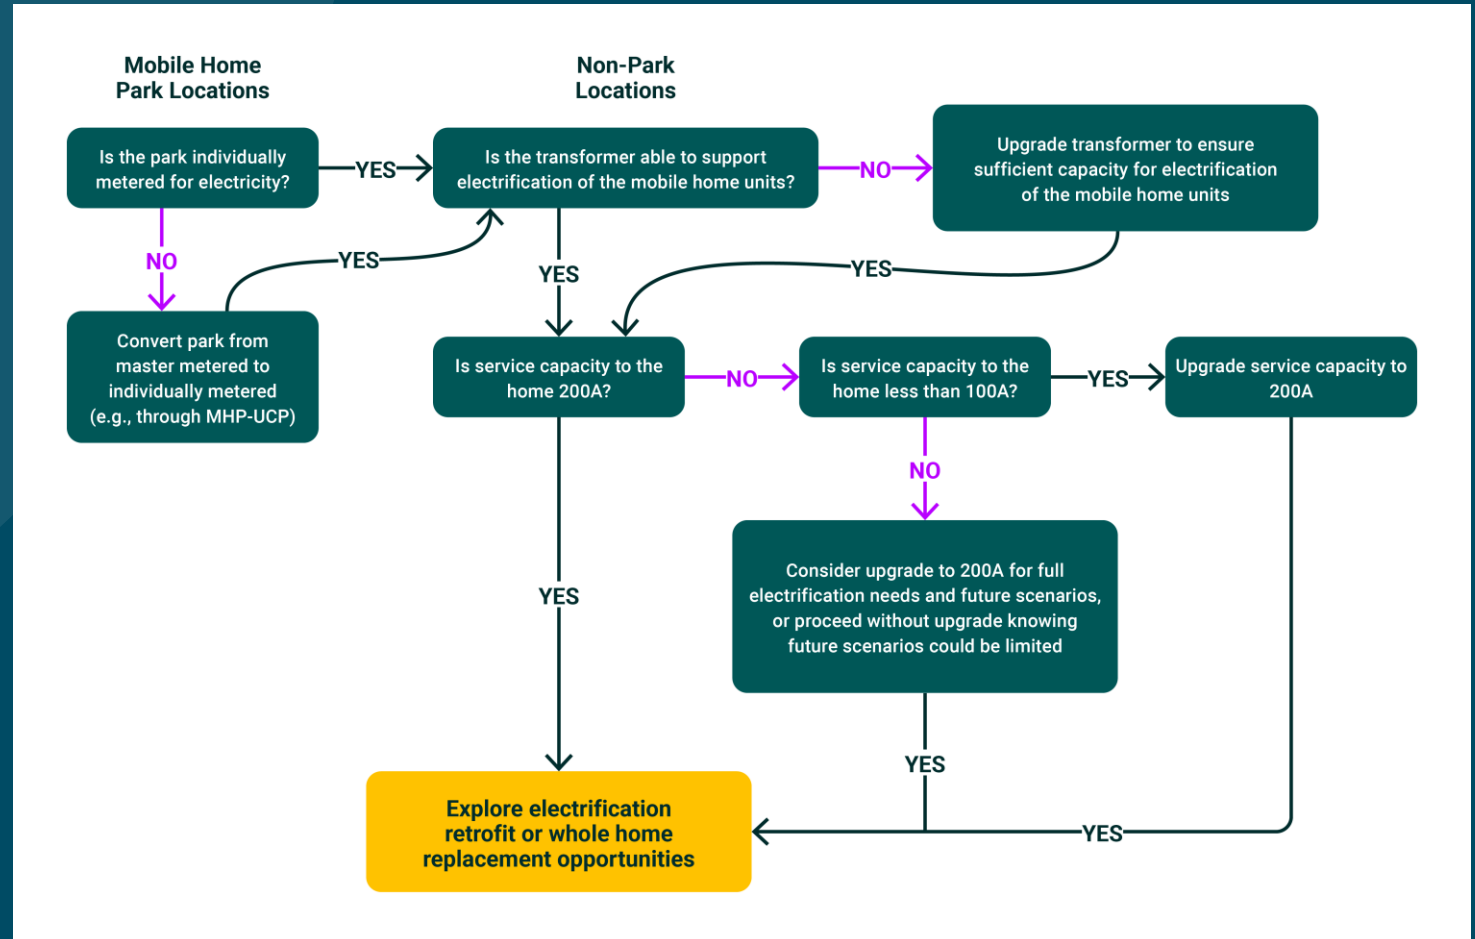 Mobile Home
Park Locations
Non-Park
Locations
Is the park individually
metered for electricity?
YES
Is the transformer able to support
electrification of the mobile home units?
NO
Upgrade transformer to ensure
sufficient capacity for electrification
of the mobile home units
NO
YES
YES
YES
Convert park from
master metered to
individually metered
(e.g., through MHP-UCP)
Is service capacity to the
home 200A?
NO
Is service capacity to the
home less than 100A?
YES
Upgrade service capacity to
200A
NO
YES
Consider upgrade to 200A for full
electrification needs and future scenarios,
or proceed without upgrade knowing
future scenarios could be limited
YES
YES
Explore electrification
retrofit or whole home
replacement opportunities